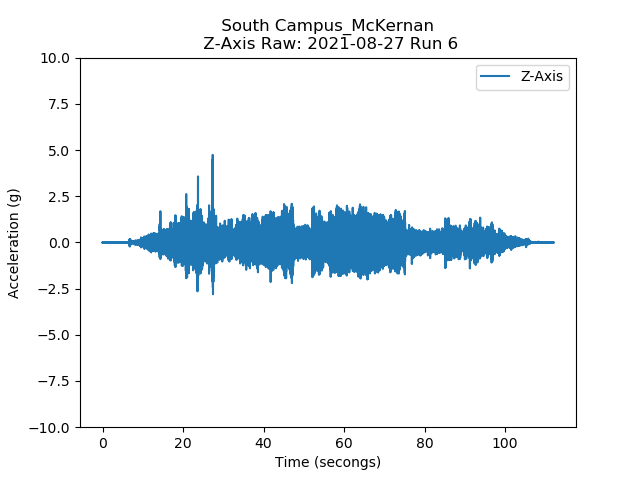 South Campus_McKernan
Z-Axis Raw: 2021-08-27 Run 6
Z-Axis
10.0
7.5
5.0
2.5
0.0
−2.5
−5.0
−7.5
−10.0
Acceleration (g)
0 20 40 60 80 100
Time (secongs)